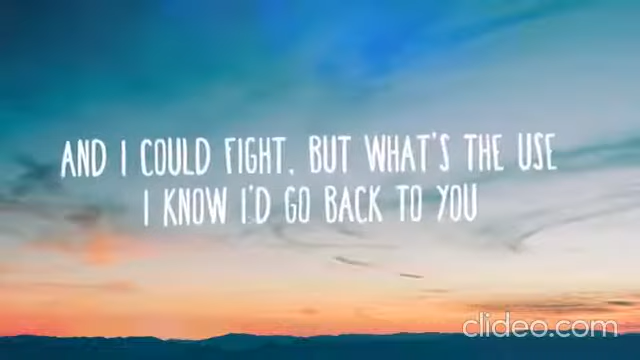 AND I COULD FIGHT, BUT WHAT'S THE USE
I KNOW I'D GO BACK TO YOU
clideo.com